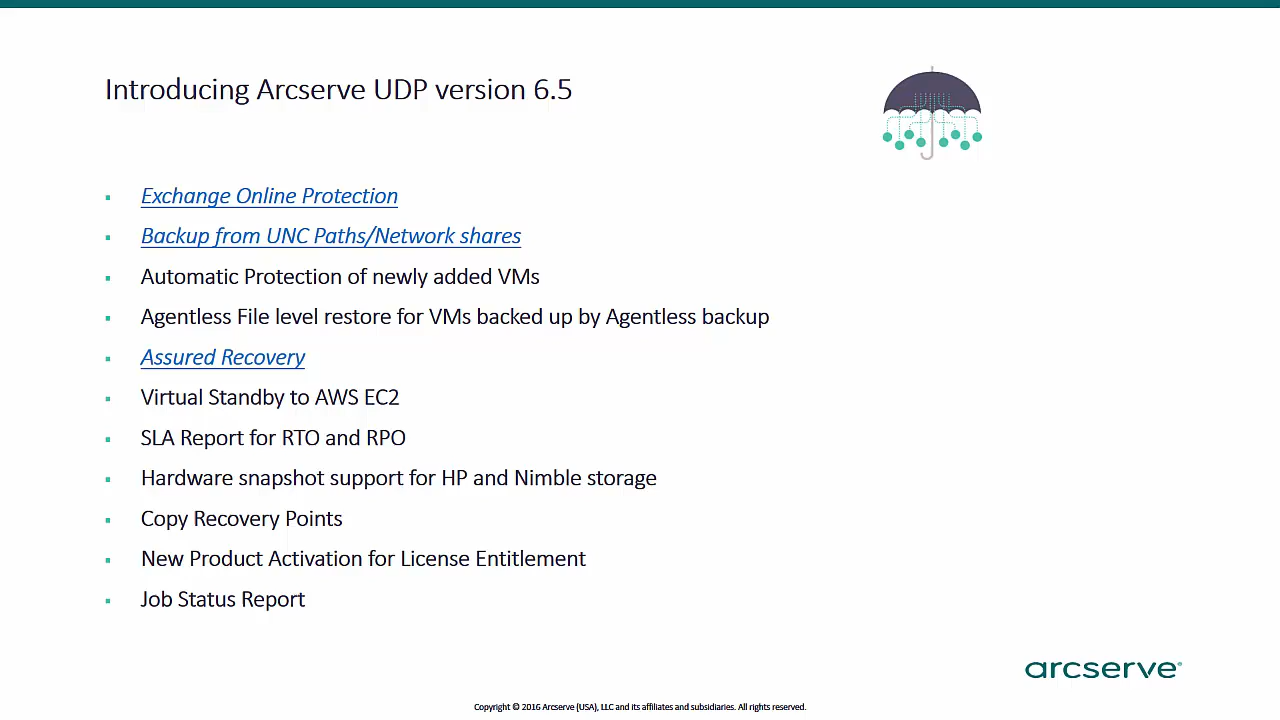 Introducing Arcserve UDP version 6.5
Exchange Online Protection
Backup from UNC Paths/Network shares
Automatic Protection of newly added VMs
Agentless File level restore for VMs backed up by Agentless backup
Assured Recovery
Virtual Standby to AWS EC2
SLA Report for RTO and RPO
Hardware snapshot support for HP and Nimble storage
Copy Recovery Points
New Product Activation for License Entitlement
Job Status Report
arcserve®
Copyright © 2016 Arcserve (USA), LLC and its affiliates and subsidiaries. All rights reserved.